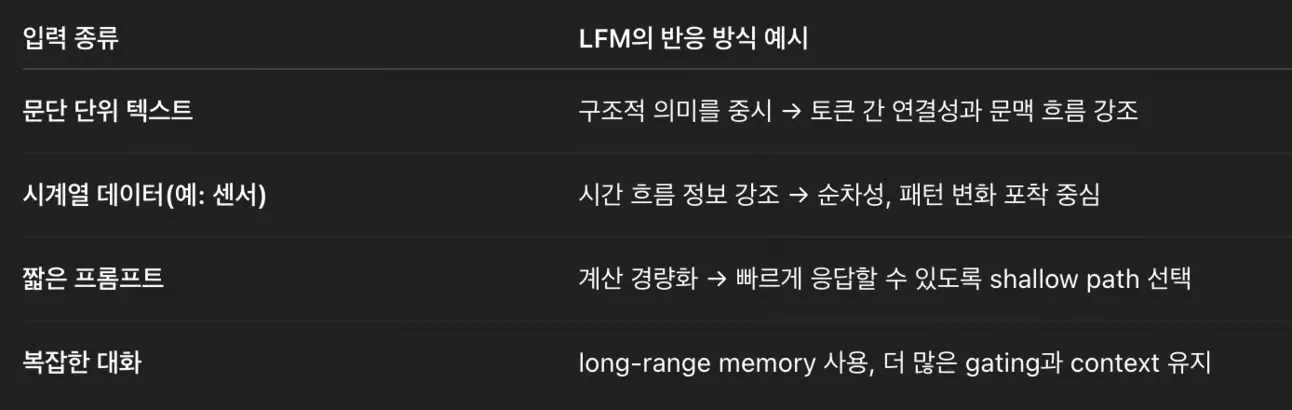 입력 종류 LFM의 반응 방식 예시
문단 단위 텍스트 구조적 의미를 중시 → 토큰 간 연결성과 문맥 흐름 강조
시계열 데이터(예: 센서) 시간 흐름 정보 강조 → 순차성, 패턴 변화 포착 중심
짧은 프롬프트 계산 경량화 → 빠르게 응답할 수 있도록 shallow path 선택
복잡한 대화 long-range memory 사용, 더 많은 gating과 context 유지